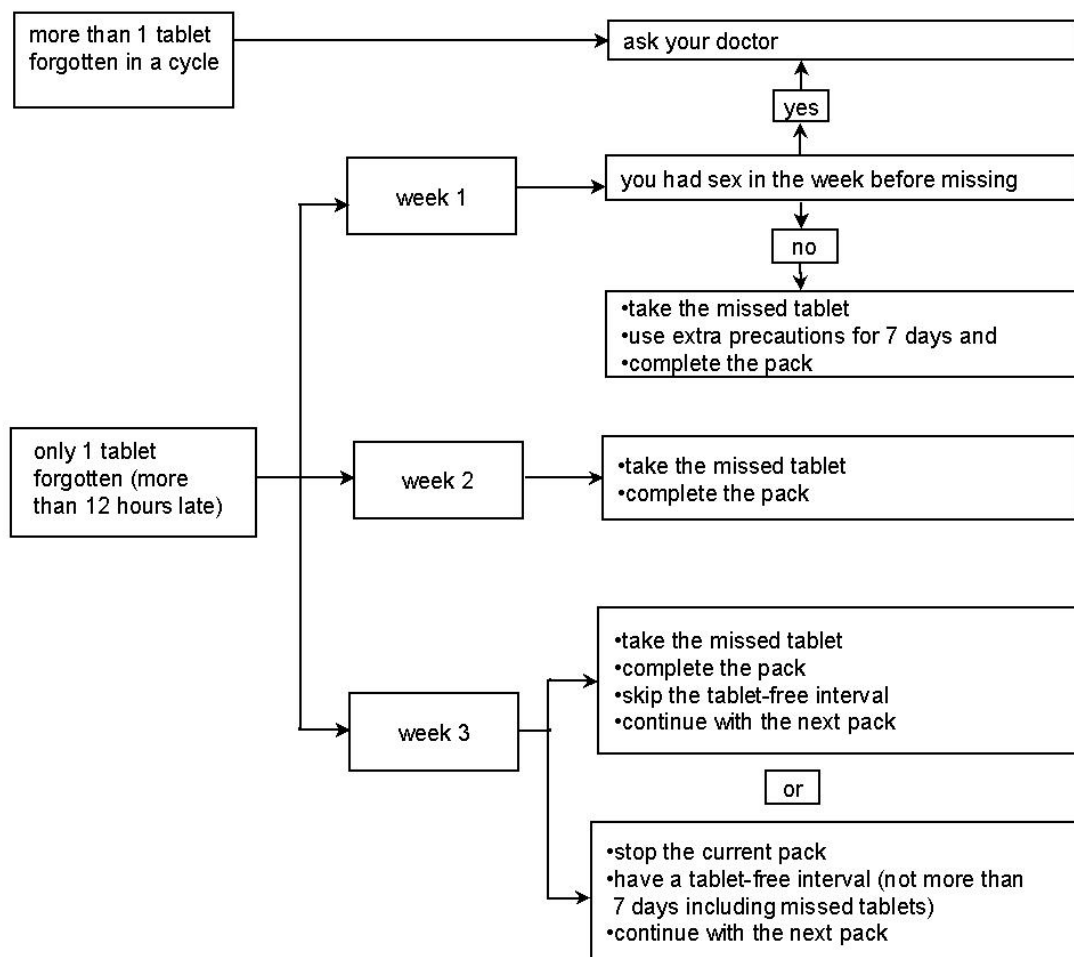 more than 1 tablet
forgotten in a cycle
ask your doctor
yes
week 1
you had sex in the week before missing
no
•take the missed tablet
•use extra precautions for 7 days and
•complete the pack
only 1 tablet
forgotten (more
than 12 hours late)
week 2
•take the missed tablet
•complete the pack
week 3
•take the missed tablet
•complete the pack
•skip the tablet-free interval
•continue with the next pack
or
•stop the current pack
•have a tablet-free interval (not more than
7 days including missed tablets)
•continue with the next pack